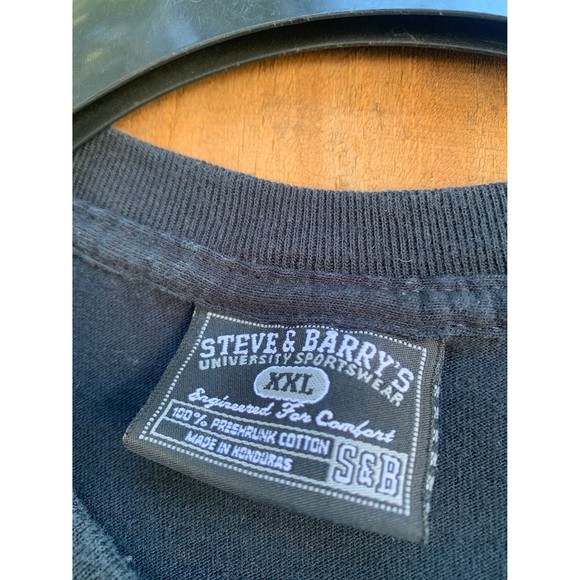 STEVE & BARRY'S
UNIVERSITY SPORTSWEAR
XXL
Engineered For Comfort
100% PRESHRUNK COTTON
MADE IN HONDURAS
S&B